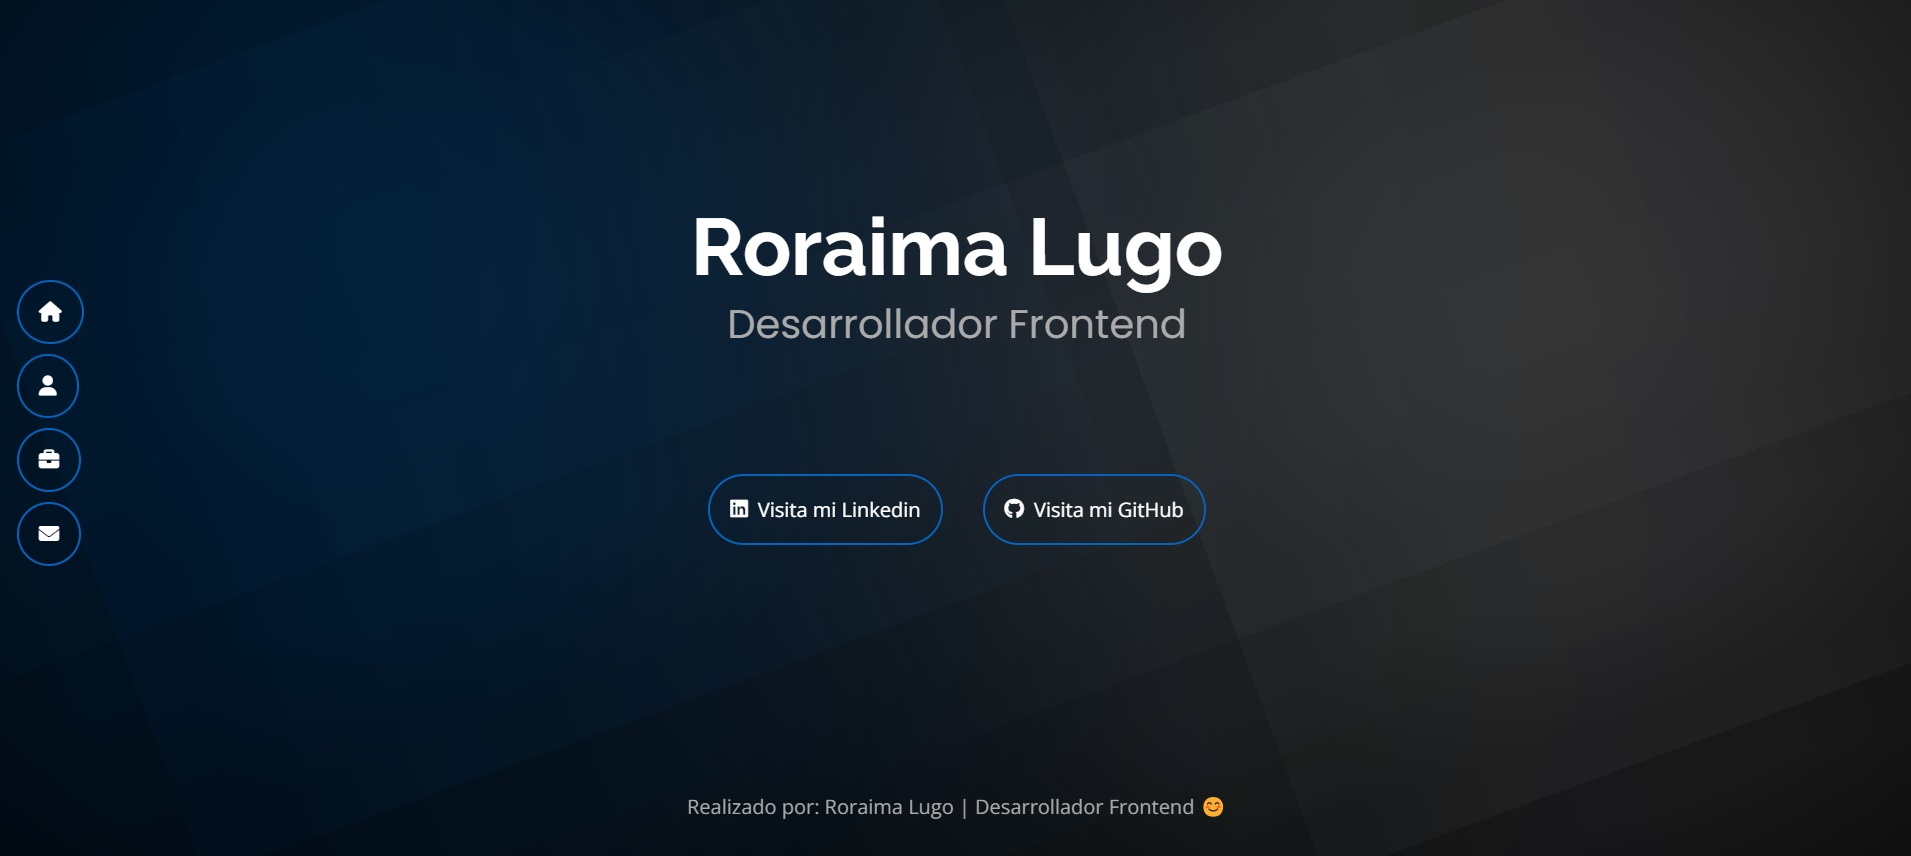 Roraima Lugo
Desarrollador Frontend
Visita mi Linkedin
Visita mi GitHub
Realizado por: Roraima Lugo | Desarrollador Frontend 😊